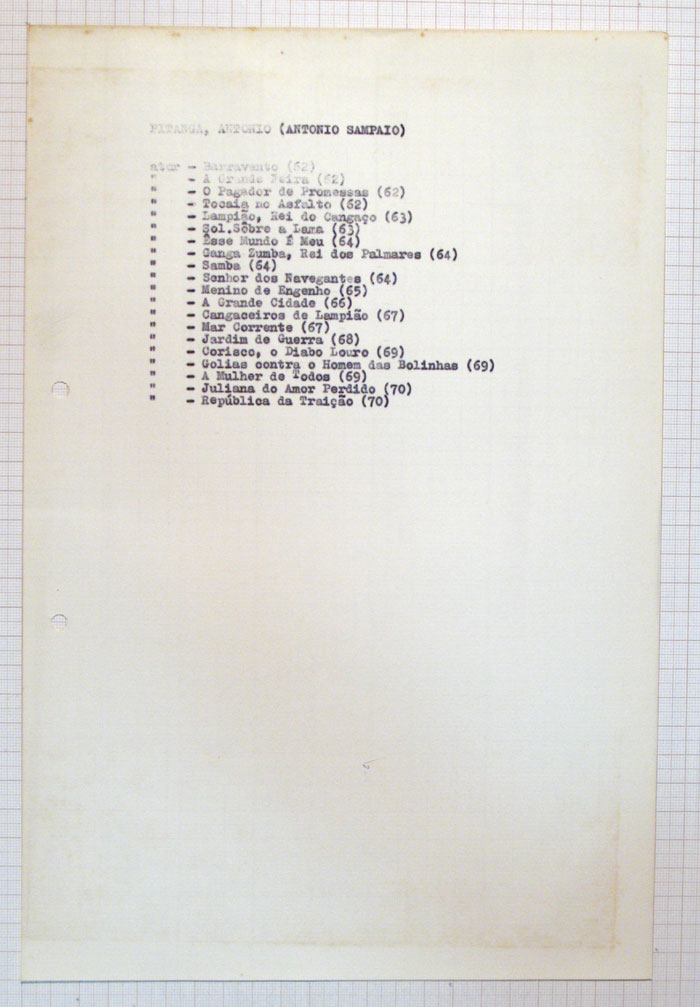 PITANGA, ANTONIO (ANTONIO SAMPAIO)
ator - Barravento (62)
" - A Grande Feira (62)
" - O Pagador de Promessas (62)
" - Tocaia no Asfalto (62)
" - Lampião, Rei do Cangaço (63)
" - Sol.Sôbre a Lama (63)
" - Êsse Mundo É Meu (64)
" - Ganga Zumba, Rei dos Palmares (64)
" - Samba (64)
" - Senhor dos Navegantes (64)
" - Menino de Engenho (65)
" - A Grande Cidade (66)
" - Cangaceiros de Lampião (67)
" - Mar Corrente (67)
" - Jardim de Guerra (68)
" - Corisco, o Diabo Louro (69)
" - Golias contra o Homem das Bolinhas (69)
" - A Mulher de Todos (69)
" - Juliana do Amor Perdido (70)
" - República da Traição (70)